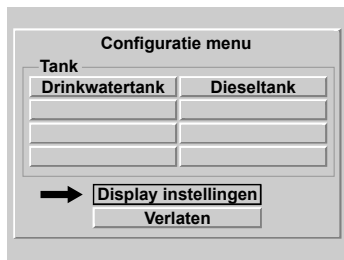 Configuratie menu
Tank
Drinkwatertank Dieseltank
Display instellingen
Verlaten